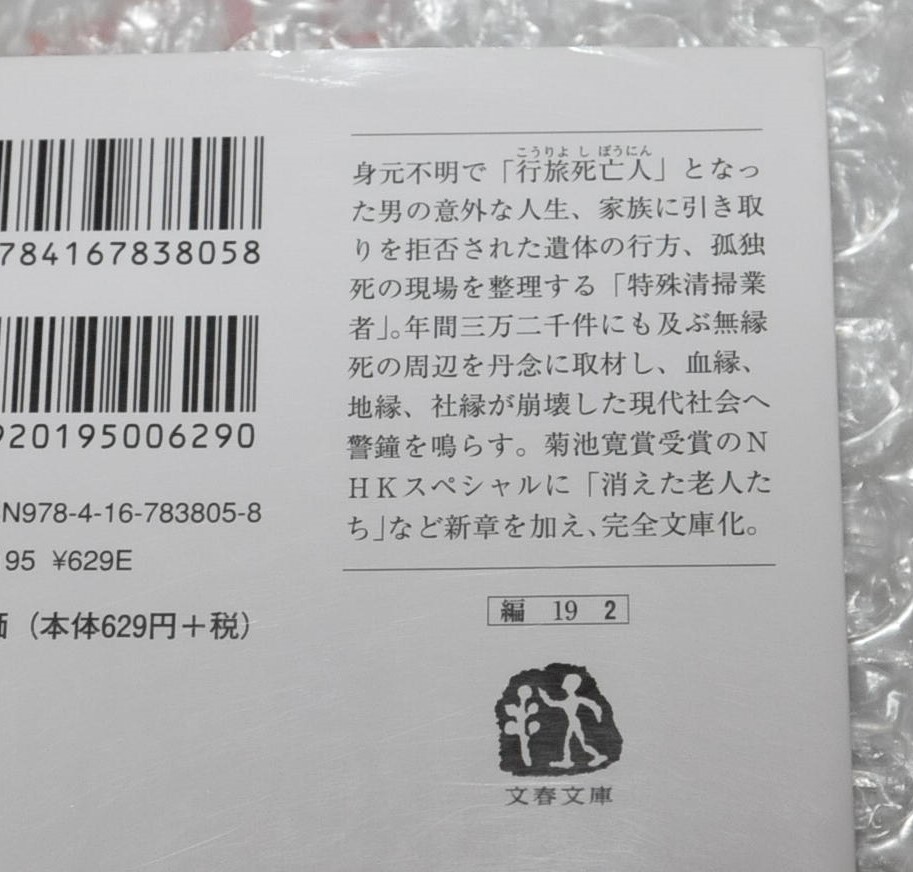 784167838058
920195006290
N978-4-16-783805-8
95 ¥629E
価（本体629円＋税）
こうりよ し ぼうにん
身元不明で「行旅死亡人」となっ
た男の意外な人生、家族に引き取
りを拒否された遺体の行方、孤独
死の現場を整理する「特殊清掃業
者」。年間三万二千件にも及ぶ無縁
死の周辺を丹念に取材し、血縁、
地縁、社縁が崩壊した現代社会へ
警鐘を鳴らす。菊池寛賞受賞のN
HKスペシャルに「消えた老人た
ち」など新章を加え、完全文庫化。
編 19 2
文春文庫